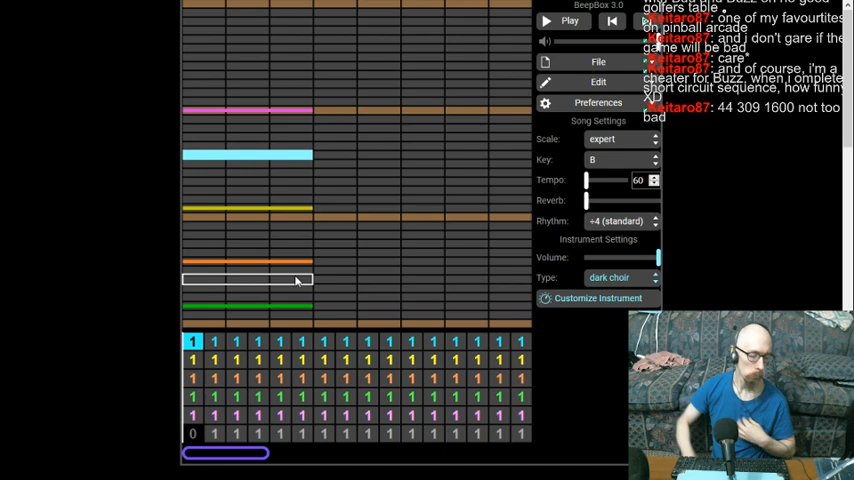 with Bud and Buzz on no good
golfers table .
Keitaro87: one of my favourtites
on pinball arcade
Keitaro87: and i don't gare if the
game will be bad
Keitaro87: care*
Keitaro87: and of course, i'm a
cheater for Buzz, when i omplete
short circuit sequence, how funny
XD
Keitaro87: 44 309 1600 not too
bad
BeepBox 3.0
Play
File
Edit
Preferences
Song Settings
Scale: expert
Key: B
Tempo: 60
Reverb:
Rhythm: ÷4 (standard)
Instrument Settings
Volume:
Type: dark choir
Customize Instrument
1 1 1 1 1 1 1 1 1 1 1 1 1 1 1 1
1 1 1 1 1 1 1 1 1 1 1 1 1 1 1 1
1 1 1 1 1 1 1 1 1 1 1 1 1 1 1 1
1 1 1 1 1 1 1 1 1 1 1 1 1 1 1 1
1 1 1 1 1 1 1 1 1 1 1 1 1 1 1 1
0 1 1 1 1 1 1 1 1 1 1 1 1 1 1 1